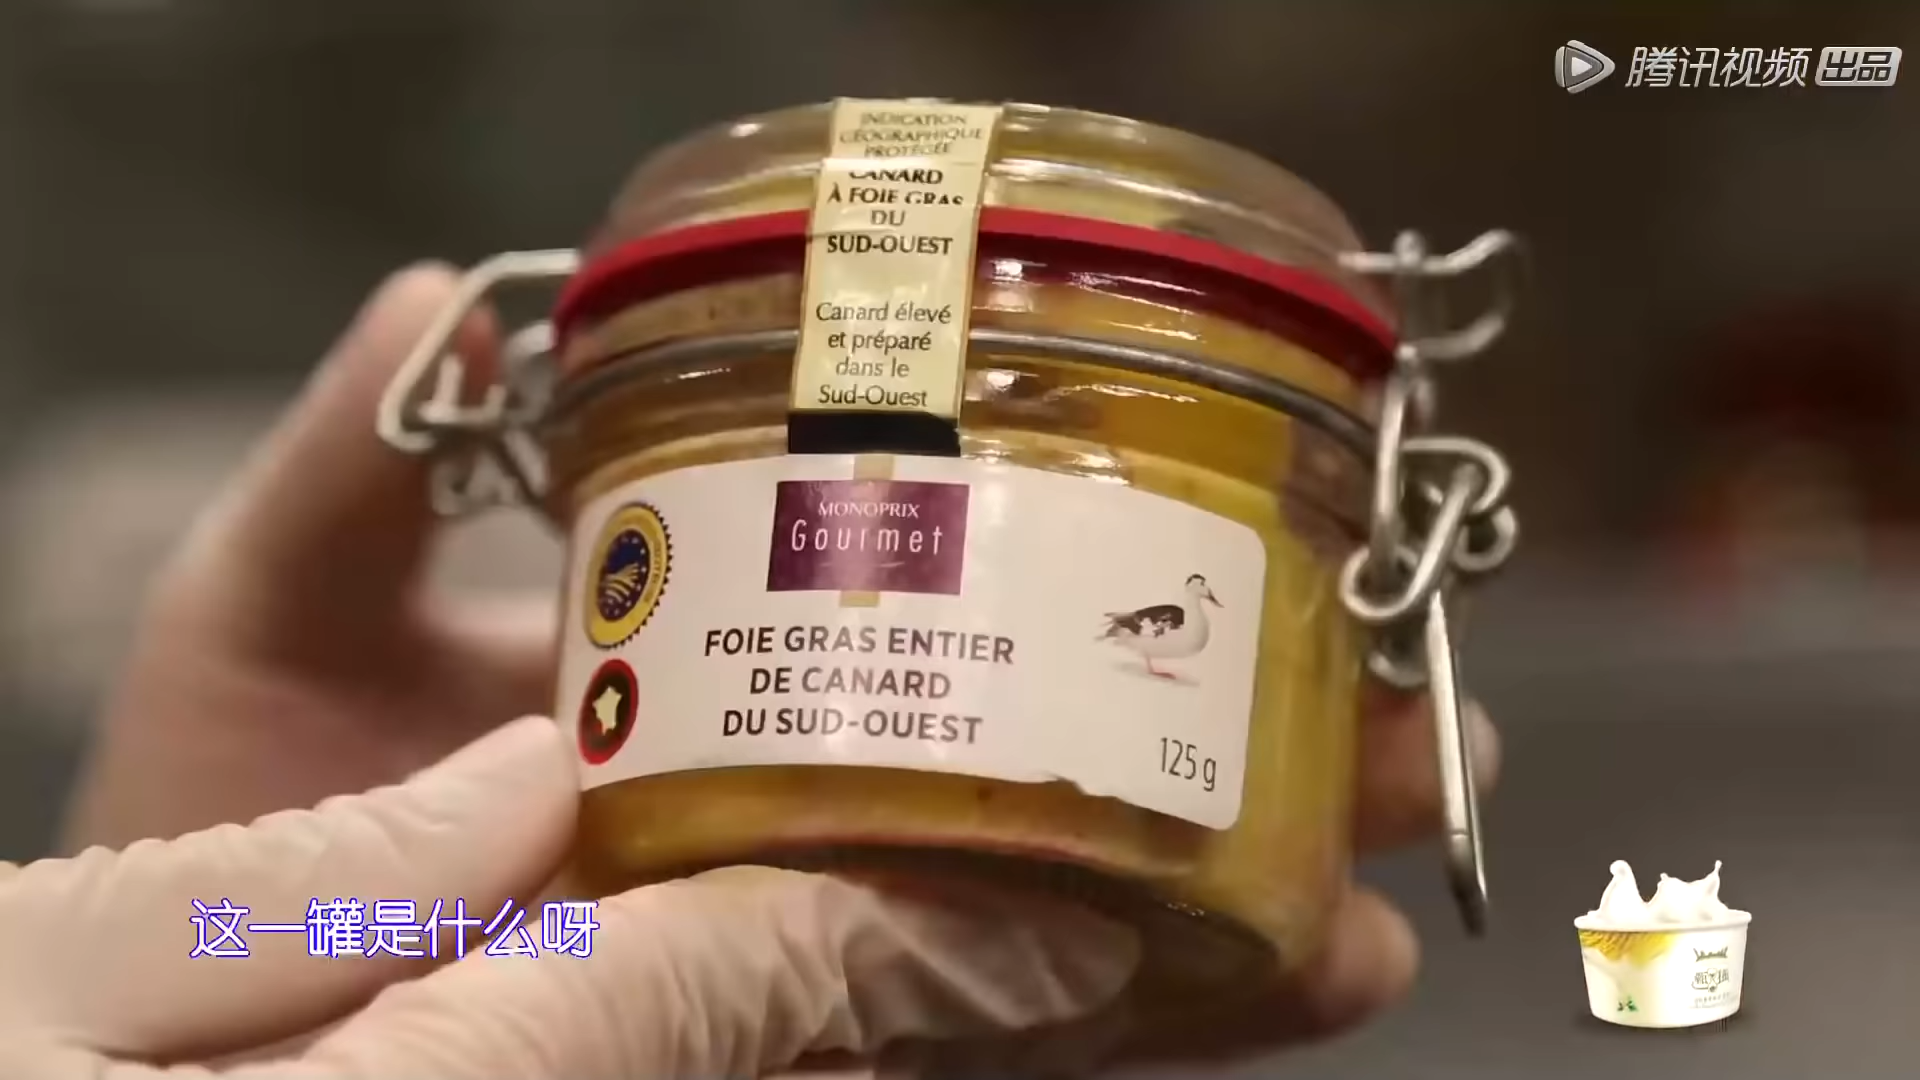 腾讯视频 出品
INDICATION
GÉOGRAPHIQUE
PROTÉGÉE
CANARD
À FOIE GRAS
DU
SUD-OUEST
Canard élevé
et préparé
dans le
Sud-Ouest
MONOPRIX
Gourmet
FOIE GRAS ENTIER
DE CANARD
DU SUD-OUEST
125 g
这一罐是什么呀